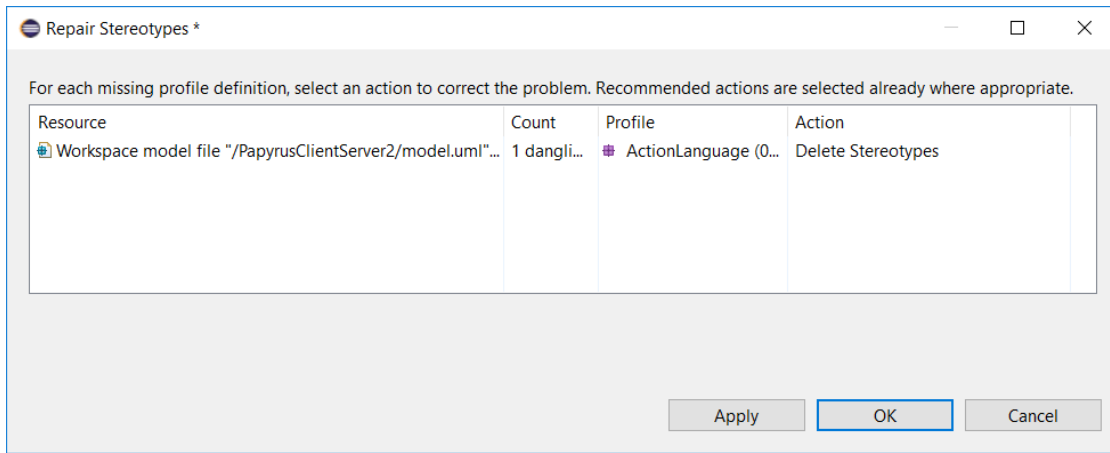 Repair Stereotypes *
For each missing profile definition, select an action to correct the problem. Recommended actions are selected already where appropriate.
Resource Count Profile Action
Workspace model file "/PapyrusClientServer2/model.uml"... 1 dangli... ActionLanguage (0... Delete Stereotypes
Apply OK Cancel